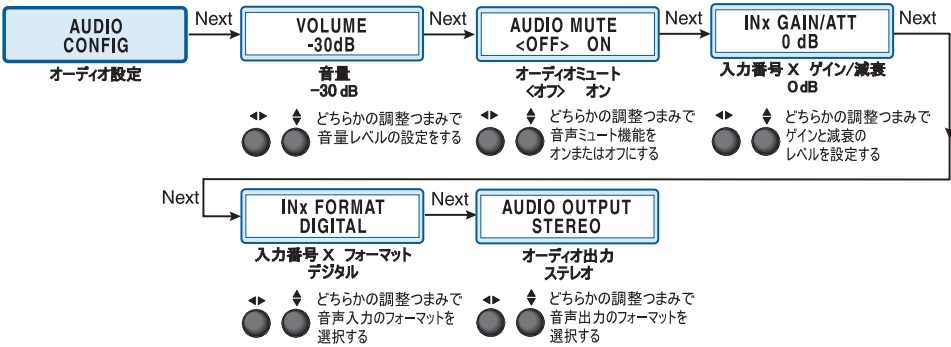 AUDIO
CONFIG
オーディオ設定
Next
VOLUME
-30dB
音量
-30 dB
どちらかの調整つまみで
音量レベルの設定をする
Next
AUDIO MUTE
<OFF> ON
オーディオミュート
<オフ> オン
どちらかの調整つまみで
音声ミュート機能を
オンまたはオフにする
Next
INx GAIN/ATT
0 dB
入力番号 X ゲイン/減衰
0dB
どちらかの調整つまみで
ゲインと減衰の
レベルを設定する
Next
Next
INx FORMAT
DIGITAL
入力番号 X フォーマット
デジタル
どちらかの調整つまみで
音声入力のフォーマットを
選択する
Next
AUDIO OUTPUT
STEREO
オーディオ出力
ステレオ
どちらかの調整つまみで
音声出力のフォーマットを
選択する